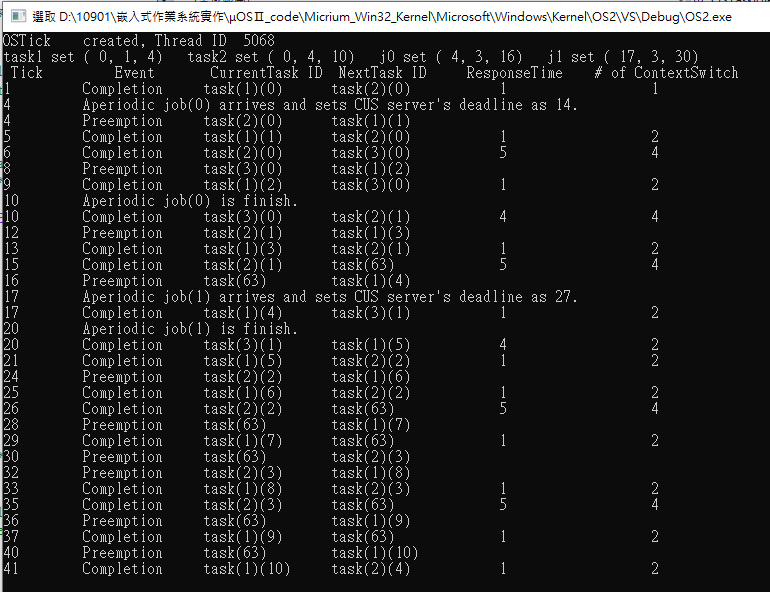 選取 D:\10901\嵌入式作業系統實作\μOSⅡ_code\Micrium_Win32_Kernel\Microsoft\Windows\Kernel\OS2\VS\Debug\OS2.exe
OSTick    created, Thread ID  5068
task1 set ( 0, 1, 4)   task2 set ( 0, 4, 10)   j0 set ( 4, 3, 16)   j1 set ( 17, 3, 30)
Tick         Event       CurrentTask ID  NextTask ID     ResponseTime    # of ContextSwitch
1         Completion     task(1)(0)      task(2)(0)           1                  1
4         Aperiodic job(0) arrives and sets CUS server's deadline as 14.
4         Preemption     task(2)(0)      task(1)(1)
5         Completion     task(1)(1)      task(2)(0)           1                  2
6         Completion     task(2)(0)      task(3)(0)           5                  4
8         Preemption     task(3)(0)      task(1)(2)
9         Completion     task(1)(2)      task(3)(0)           1                  2
10        Aperiodic job(0) is finish.
10        Completion     task(3)(0)      task(2)(1)           4                  4
12        Preemption     task(2)(1)      task(1)(3)
13        Completion     task(1)(3)      task(2)(1)           1                  2
15        Completion     task(2)(1)      task(63)             5                  4
16        Preemption     task(63)        task(1)(4)
17        Aperiodic job(1) arrives and sets CUS server's deadline as 27.
17        Completion     task(1)(4)      task(3)(1)           1                  2
20        Aperiodic job(1) is finish.
20        Completion     task(3)(1)      task(1)(5)           4                  2
21        Completion     task(1)(5)      task(2)(2)           1                  2
24        Preemption     task(2)(2)      task(1)(6)
25        Completion     task(1)(6)      task(2)(2)           1                  2
26        Completion     task(2)(2)      task(63)             5                  4
28        Preemption     task(63)        task(1)(7)
29        Completion     task(1)(7)      task(63)             1                  2
30        Preemption     task(63)        task(2)(3)
32        Preemption     task(2)(3)      task(1)(8)
33        Completion     task(1)(8)      task(2)(3)           1                  2
35        Completion     task(2)(3)      task(63)             5                  4
36        Preemption     task(63)        task(1)(9)
37        Completion     task(1)(9)      task(63)             1                  2
40        Preemption     task(63)        task(1)(10)
41        Completion     task(1)(10)     task(2)(4)           1                  2